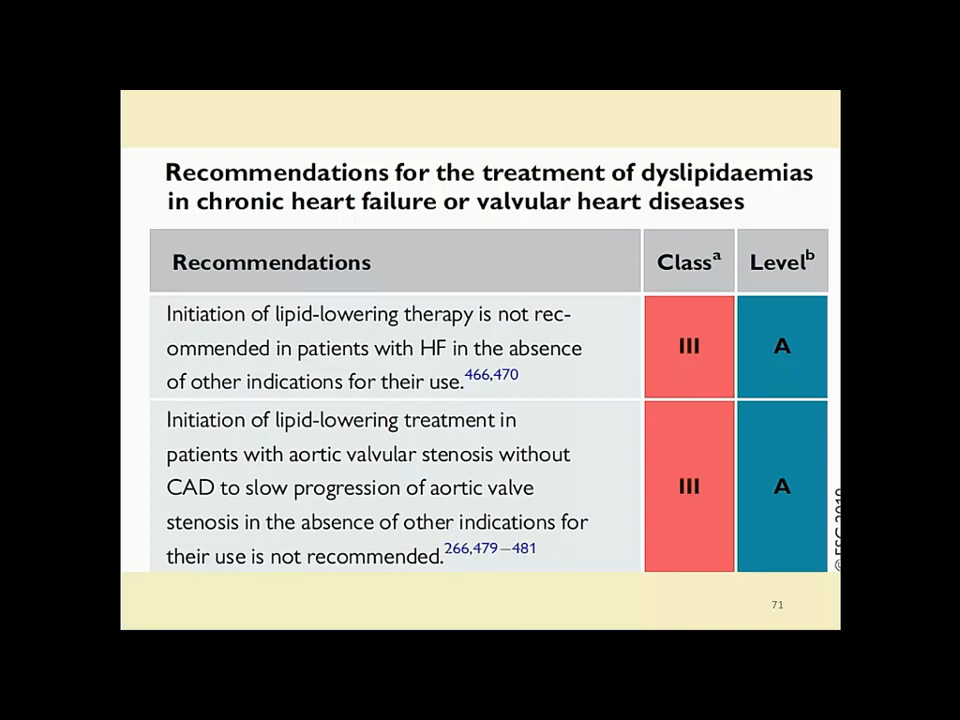 Recommendations for the treatment of dyslipidaemias
in chronic heart failure or valvular heart diseases
Recommendations Classᵃ Levelᵇ
Initiation of lipid-lowering therapy is not rec-
ommended in patients with HF in the absence
of other indications for their use.466,470
III A
Initiation of lipid-lowering treatment in
patients with aortic valvular stenosis without
CAD to slow progression of aortic valve
stenosis in the absence of other indications for
their use is not recommended.266,479–481
III A
© ESC 2019
71